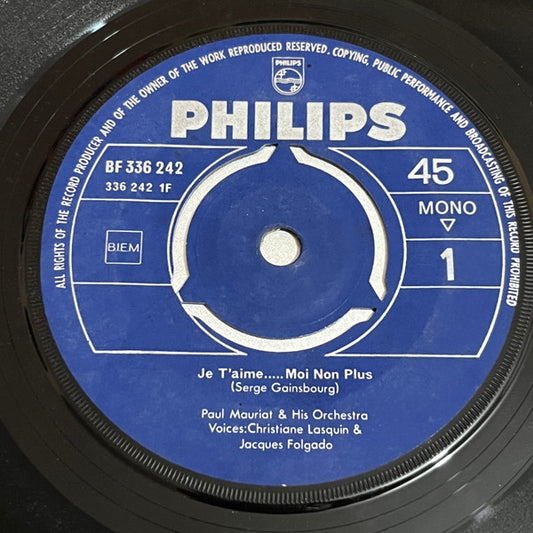 ALL RIGHTS OF THE RECORD PRODUCER AND OF THE OWNER OF THE WORK REPRODUCED RESERVED. COPYING, PUBLIC PERFORMANCE AND BROADCASTING OF THIS RECORD PROHIBITED
PHILIPS
PHILIPS
BF 336 242
336 242 1F
BIEM
45
MONO
1
Je T'aime.....Moi Non Plus
(Serge Gainsbourg)
Paul Mauriat & His Orchestra
Voices:Christiane Lasquin &
Jacques Folgado